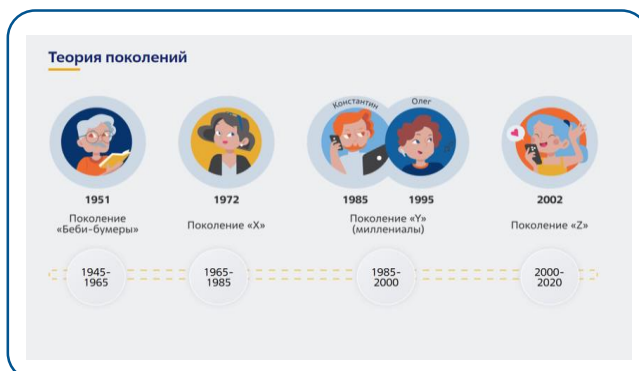 Теория поколений
Константин
Олег
1951
1972
1985
1995
2002
Поколение
«Беби-бумеры»
Поколение «X»
Поколение «Y»
(миллениалы)
Поколение «Z»
1945-
1965
1965-
1985
1985-
2000
2000-
2020